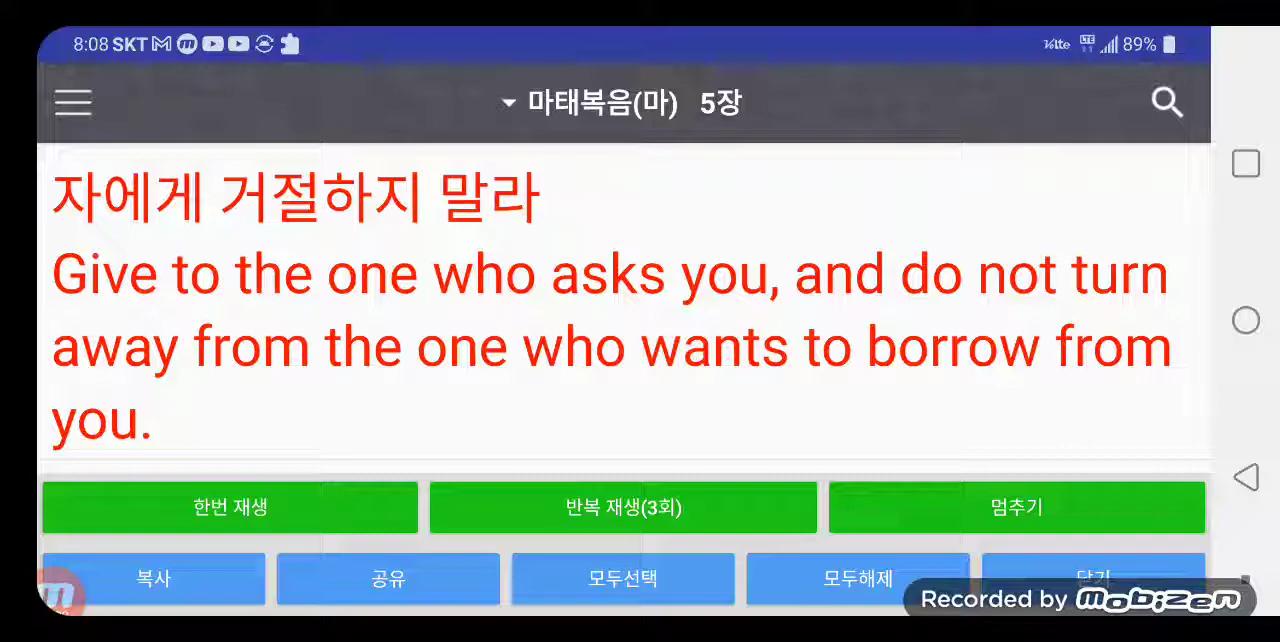 8:08 SKT 89%
마태복음(마) 5장
자에게 거절하지 말라
Give to the one who asks you, and do not turn
away from the one who wants to borrow from
you.
한번 재생 반복 재생(3회) 멈추기
복사 공유 모두선택 모두해제 닫기
Recorded by mobizen